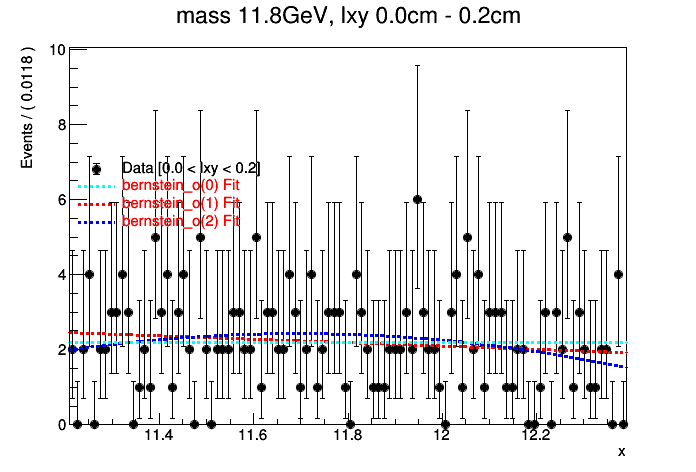 mass 11.8GeV, lxy 0.0cm - 0.2cm
Events / ( 0.0118 )
10
8
6
4
2
0
Data [0.0 < lxy < 0.2]
bernstein_o(0) Fit
bernstein_o(1) Fit
bernstein_o(2) Fit
11.4 11.6 11.8 12 12.2
x